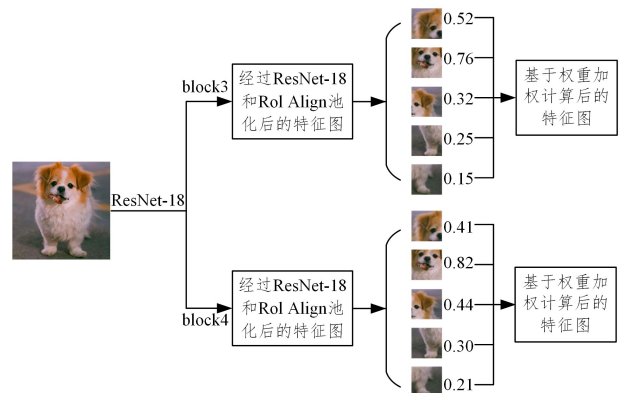 block3
经过ResNet-18
和RoI Align池
化后的特征图
0.52
0.76
0.32
0.25
0.15
基于权重加
权计算后的
特征图
ResNet-18
block4
经过ResNet-18
和RoI Align池
化后的特征图
0.41
0.82
0.44
0.30
0.21
基于权重加
权计算后的
特征图